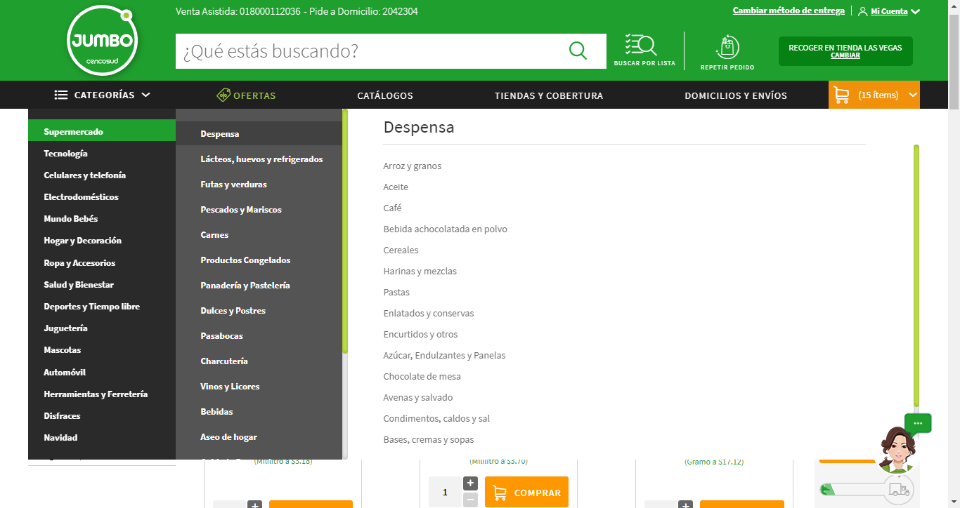 Venta Asistida: 018000112036 - Pide a Domicilio: 2042304
Cambiar método de entrega
Mi Cuenta
JUMBO
cencosud
¿Qué estás buscando?
BUSCAR POR LISTA
REPETIR PEDIDO
RECOGER EN TIENDA LAS VEGAS
CAMBIAR
CATEGORÍAS
OFERTAS
CATÁLOGOS
TIENDAS Y COBERTURA
DOMICILIOS Y ENVÍOS
(15 ítems)
Supermercado
Tecnología
Celulares y telefonía
Electrodomésticos
Mundo Bebés
Hogar y Decoración
Ropa y Accesorios
Salud y Bienestar
Deportes y Tiempo libre
Juguetería
Mascotas
Automóvil
Herramientas y Ferretería
Disfraces
Navidad
Despensa
Lácteos, huevos y refrigerados
Futas y verduras
Pescados y Mariscos
Carnes
Productos Congelados
Panadería y Pastelería
Dulces y Postres
Pasabocas
Charcutería
Vinos y Licores
Bebidas
Aseo de hogar
Despensa
Arroz y granos
Aceite
Café
Bebida achocolatada en polvo
Cereales
Harinas y mezclas
Pastas
Enlatados y conservas
Encurtidos y otros
Azúcar, Endulzantes y Panelas
Chocolate de mesa
Avenas y salvado
Condimentos, caldos y sal
Bases, cremas y sopas
(Mililitro a $3.18)
(Mililitro a $3.70)
(Gramo a $17.12)
1
COMPRAR